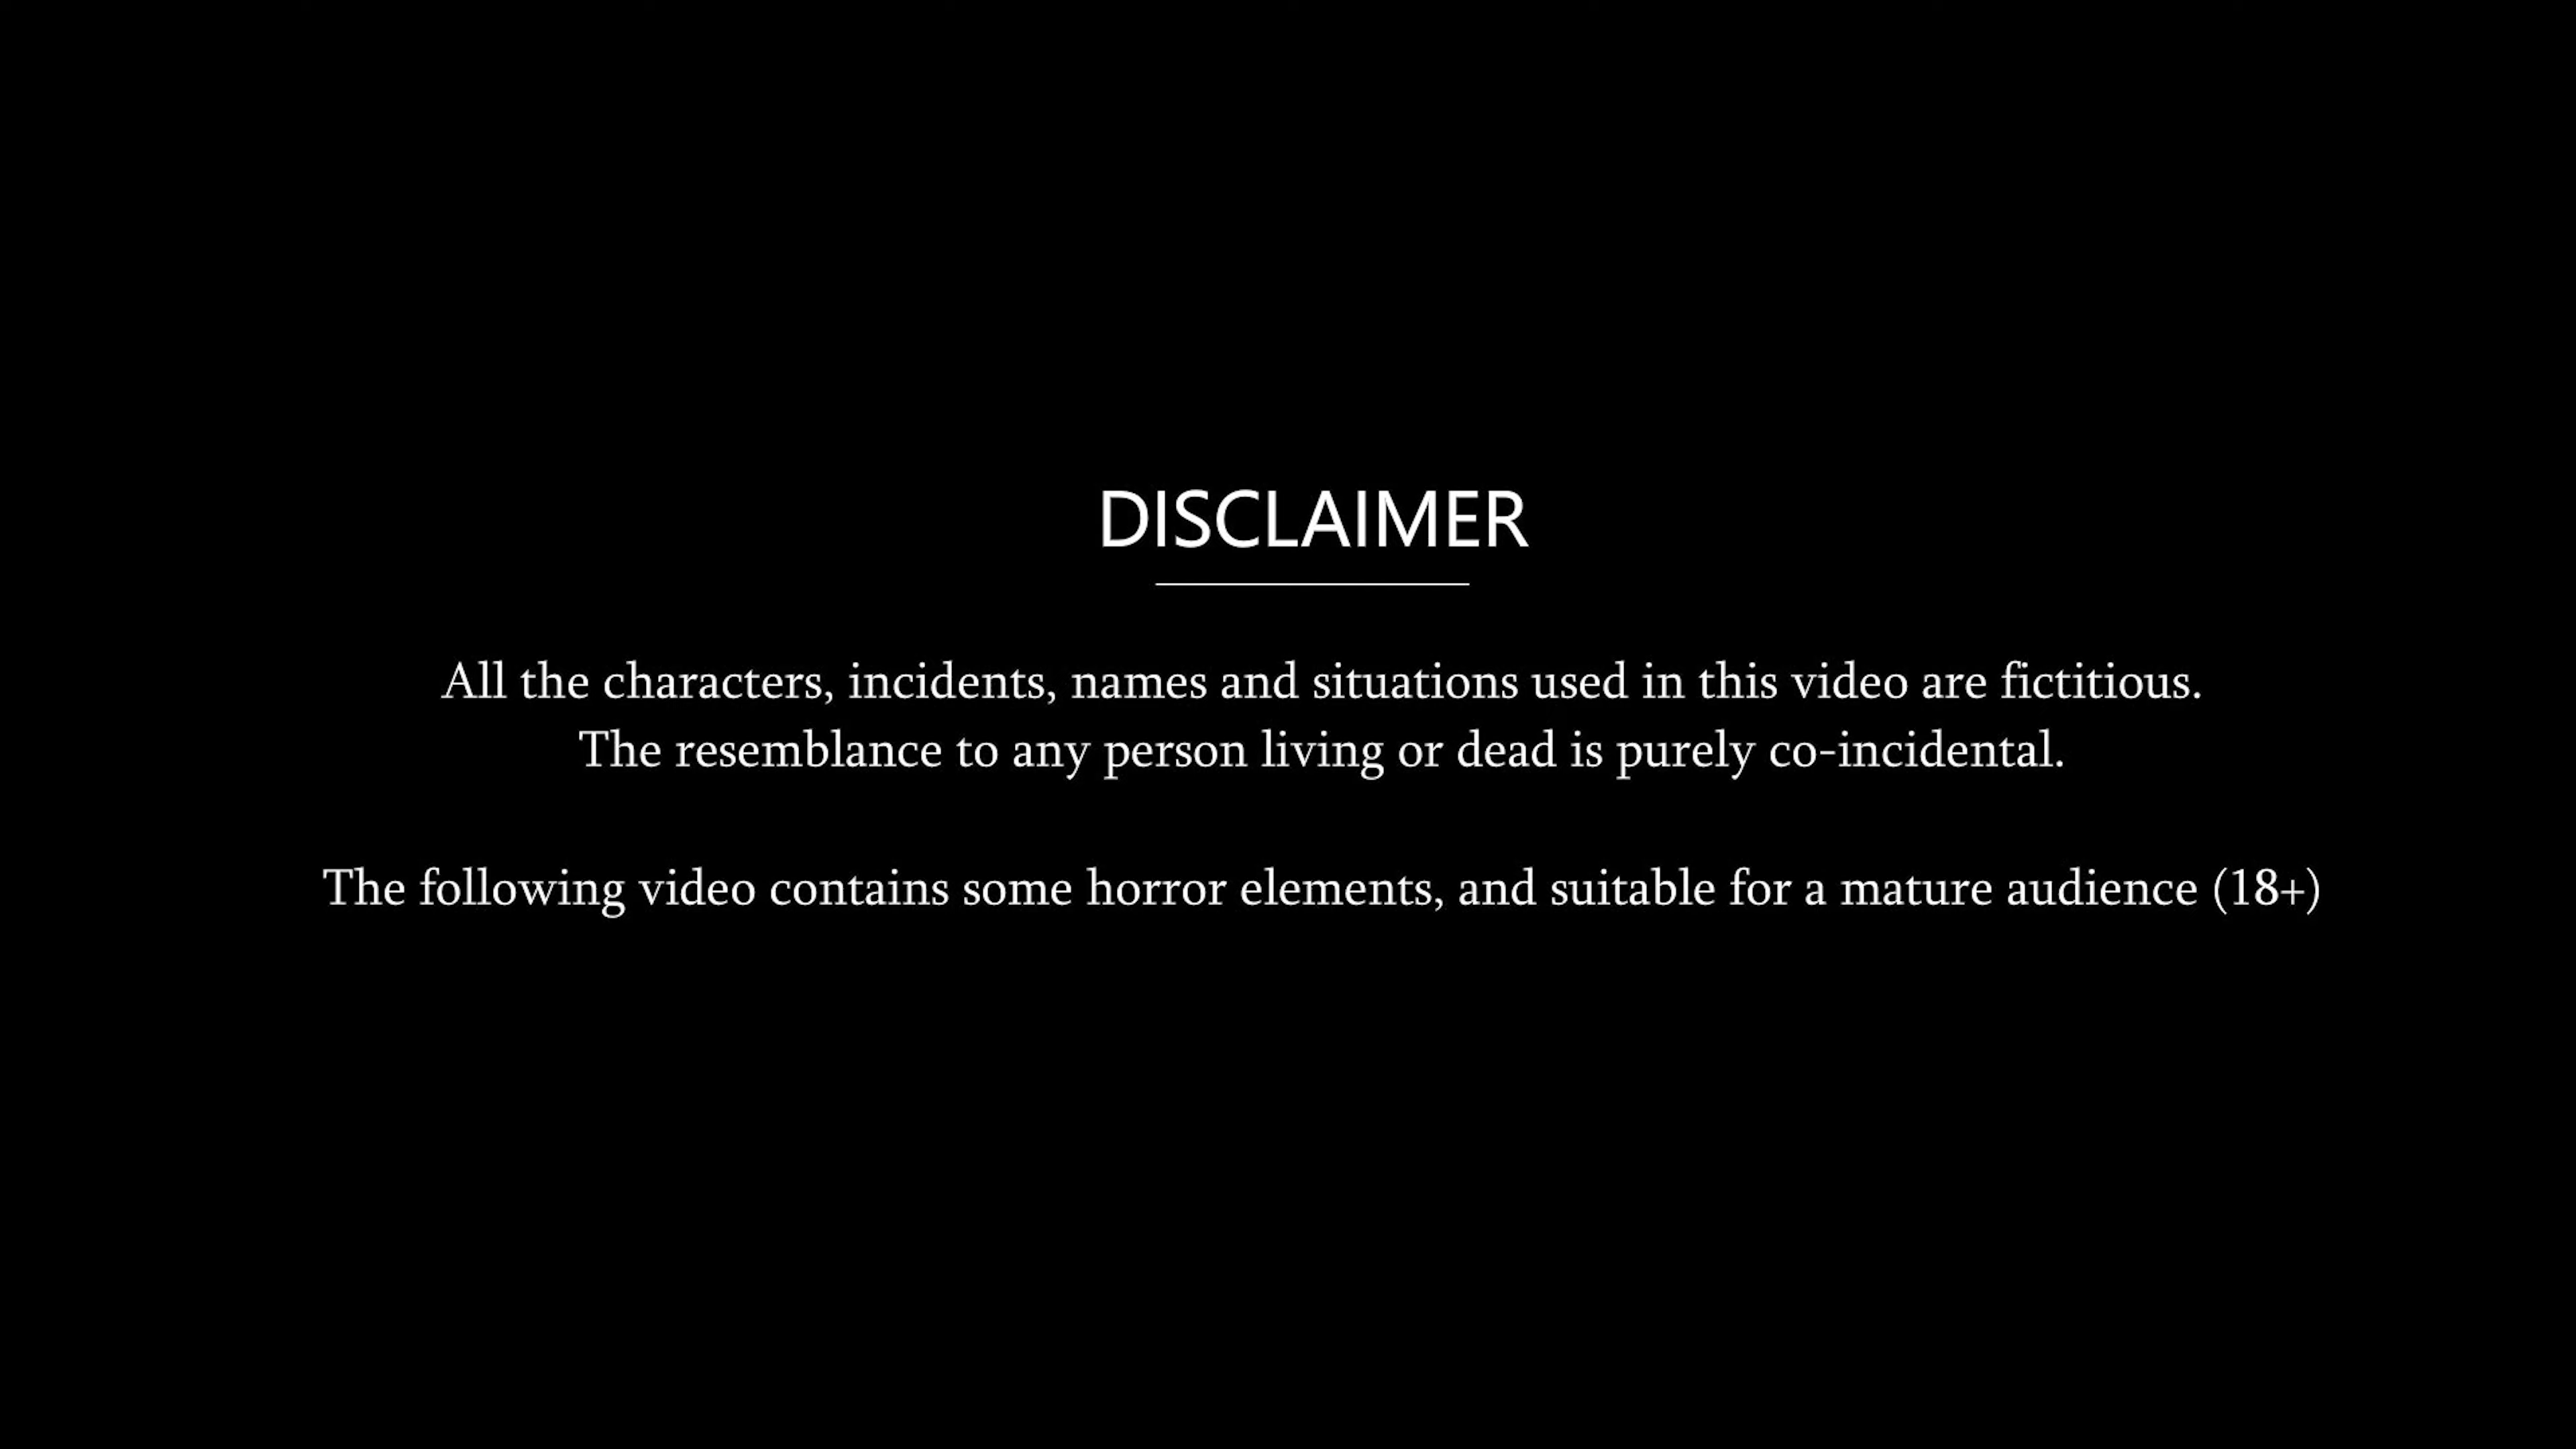 DISCLAIMER
All the characters, incidents, names and situations used in this video are fictitious.
The resemblance to any person living or dead is purely co-incidental.
The following video contains some horror elements, and suitable for a mature audience (18+)